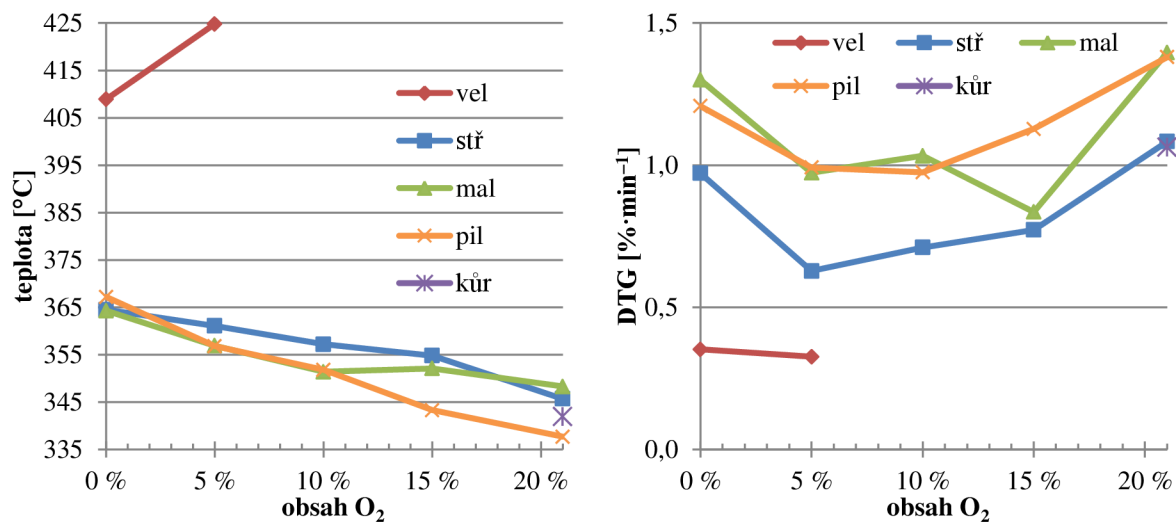 425
415
405
395
385
375
365
355
345
335
teplota [°C]
vel
stř
mal
pil
kůr
0 %
5 %
10 %
15 %
20 %
obsah O₂
1,5
1,0
0,5
0,0
DTG [%·min⁻¹]
vel stř mal
pil kůr
0 %
5 %
10 %
15 %
20 %
obsah O₂